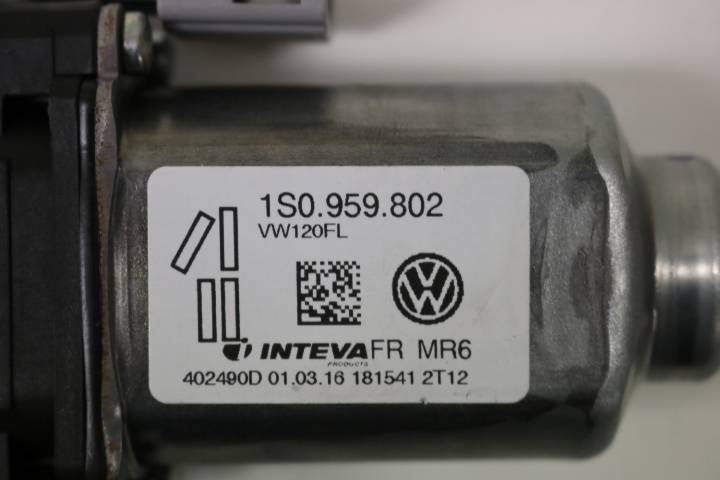 1S0.959.802
VW120FL
INTEVA FR MR6
PRODUCTS
402490D 01.03.16 181541 2T12